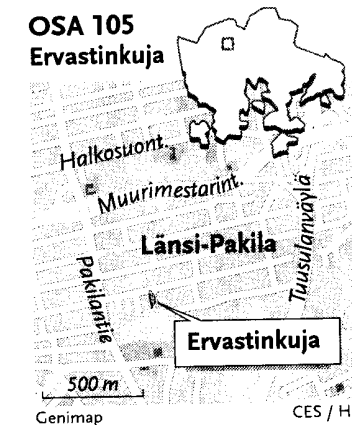 OSA 105
Ervastinkuja
Halkosuont.
Muurimestarint.
Länsi-Pakila
Tuusulanväylä
Pakilantie
Ervastinkuja
500 m
Genimap
CES / H